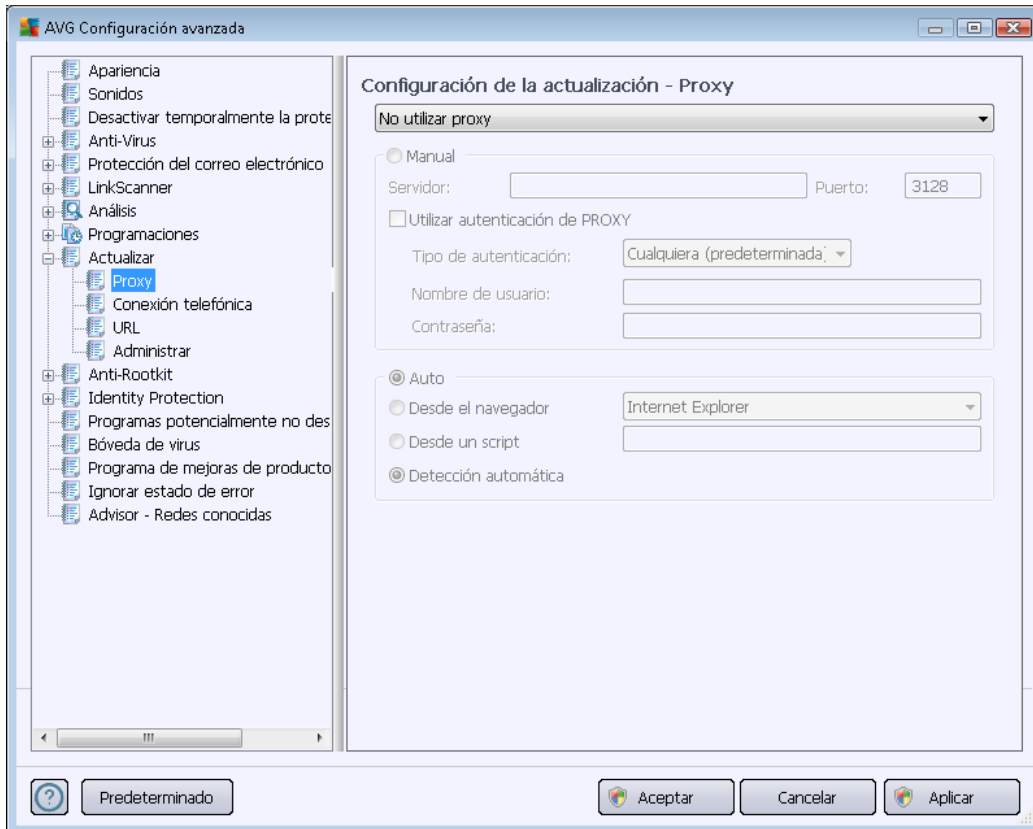 AVG Configuración avanzada
Apariencia
Sonidos
Desactivar temporalmente la prote
Anti-Virus
Protección del correo electrónico
LinkScanner
Análisis
Programaciones
Actualizar
Proxy
Conexión telefónica
URL
Administrar
Anti-Rootkit
Identity Protection
Programas potencialmente no des
Bóveda de virus
Programa de mejoras de producto
Ignorar estado de error
Advisor - Redes conocidas
Configuración de la actualización - Proxy
No utilizar proxy
Manual
Servidor: Puerto: 3128
Utilizar autenticación de PROXY
Tipo de autenticación: Cualquiera (predeterminada)
Nombre de usuario:
Contraseña:
Auto
Desde el navegador Internet Explorer
Desde un script
Detección automática
Predeterminado Aceptar Cancelar Aplicar